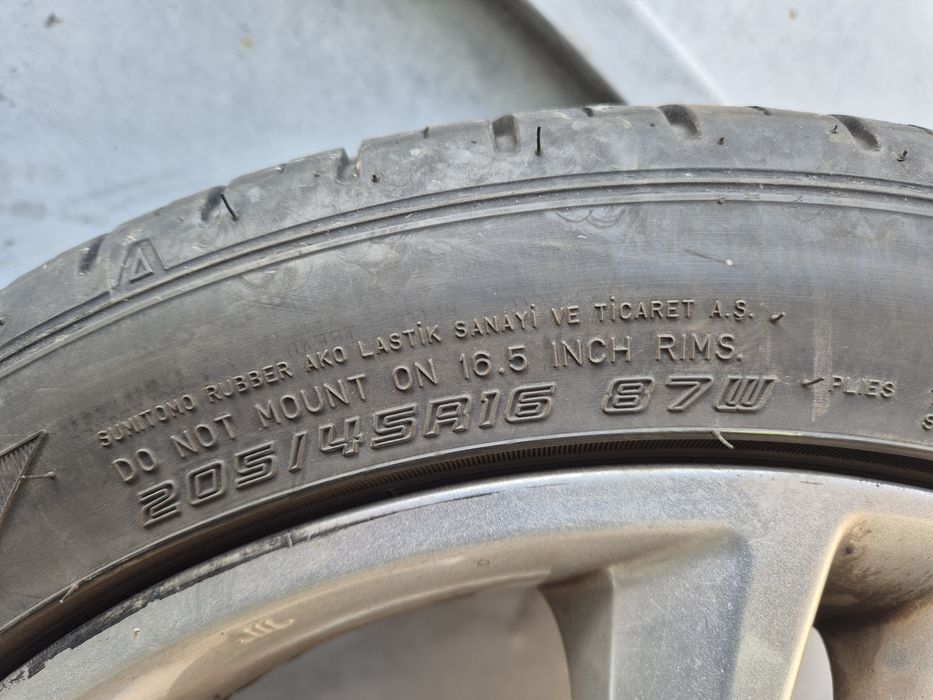 A
SUMITOMO RUBBER AKO LASTİK SANAYİ VE TİCARET A.Ş.
DO NOT MOUNT ON 16.5 INCH RIMS.
205/45R16 87W
PLIES